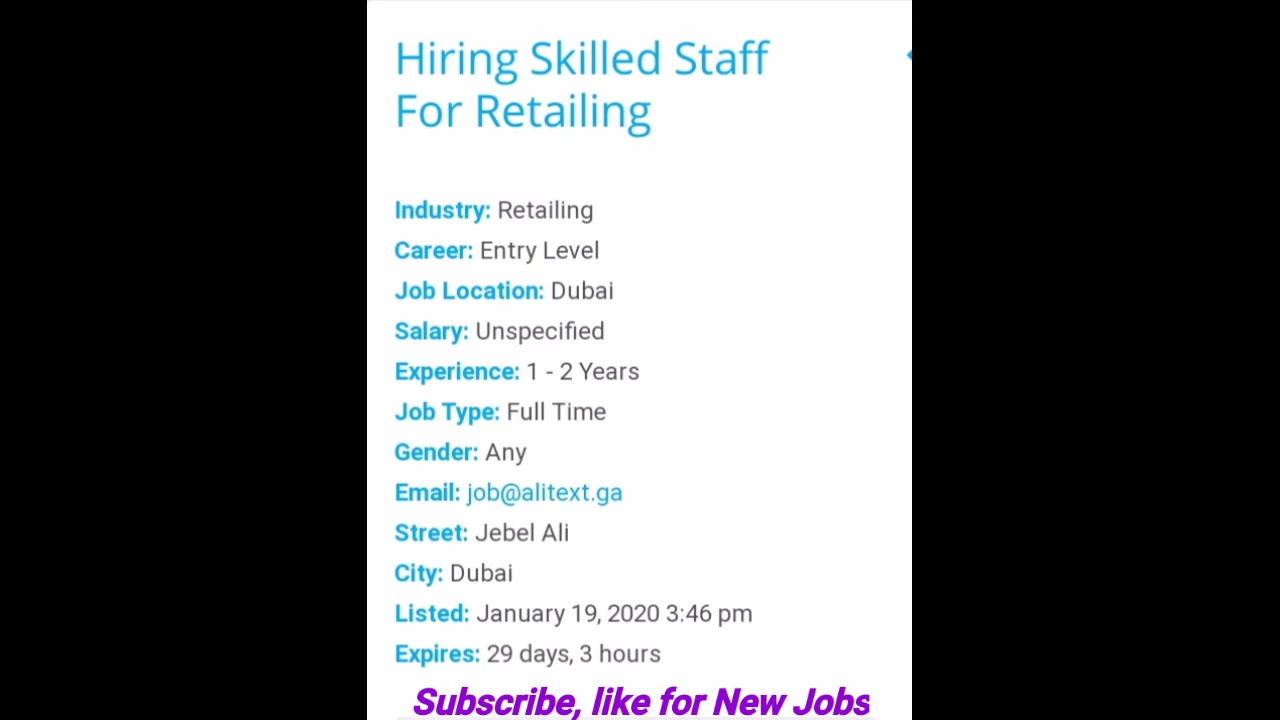 Hiring Skilled Staff
For Retailing
Industry: Retailing
Career: Entry Level
Job Location: Dubai
Salary: Unspecified
Experience: 1 - 2 Years
Job Type: Full Time
Gender: Any
Email: job@alitext.ga
Street: Jebel Ali
City: Dubai
Listed: January 19, 2020 3:46 pm
Expires: 29 days, 3 hours
Subscribe, like for New Jobs